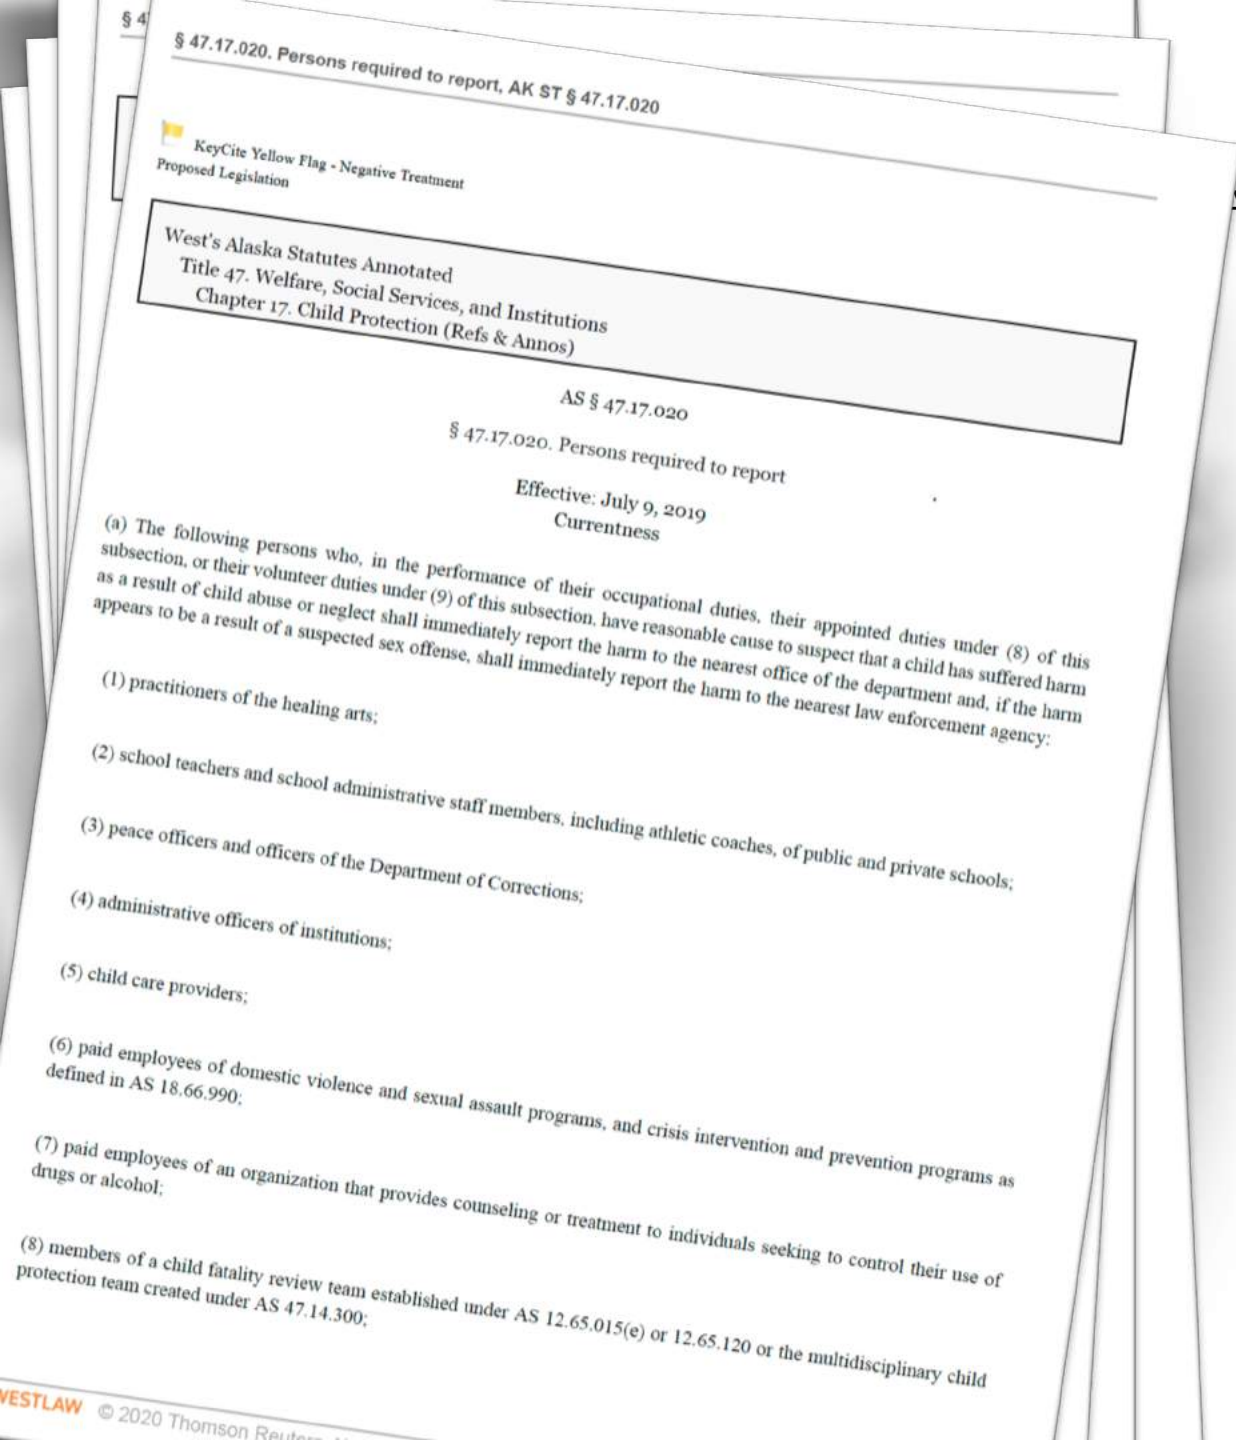 § 4
§ 47.17.020. Persons required to report, AK ST § 47.17.020
KeyCite Yellow Flag - Negative Treatment
Proposed Legislation
West's Alaska Statutes Annotated
Title 47. Welfare, Social Services, and Institutions
Chapter 17. Child Protection (Refs & Annos)
AS § 47.17.020
§ 47.17.020. Persons required to report
Effective: July 9, 2019
Currentness
(a) The following persons who, in the performance of their occupational duties, their appointed duties under (8) of this
subsection, or their volunteer duties under (9) of this subsection, have reasonable cause to suspect that a child has suffered harm
as a result of child abuse or neglect shall immediately report the harm to the nearest office of the department and, if the harm
appears to be a result of a suspected sex offense, shall immediately report the harm to the nearest law enforcement agency:
(1) practitioners of the healing arts;
(2) school teachers and school administrative staff members, including athletic coaches, of public and private schools;
(3) peace officers and officers of the Department of Corrections;
(4) administrative officers of institutions;
(5) child care providers;
(6) paid employees of domestic violence and sexual assault programs, and crisis intervention and prevention programs as
defined in AS 18.66.990;
(7) paid employees of an organization that provides counseling or treatment to individuals seeking to control their use of
drugs or alcohol;
(8) members of a child fatality review team established under AS 12.65.015(e) or 12.65.120 or the multidisciplinary child
protection team created under AS 47.14.300;
WESTLAW © 2020 Thomson Reuters.